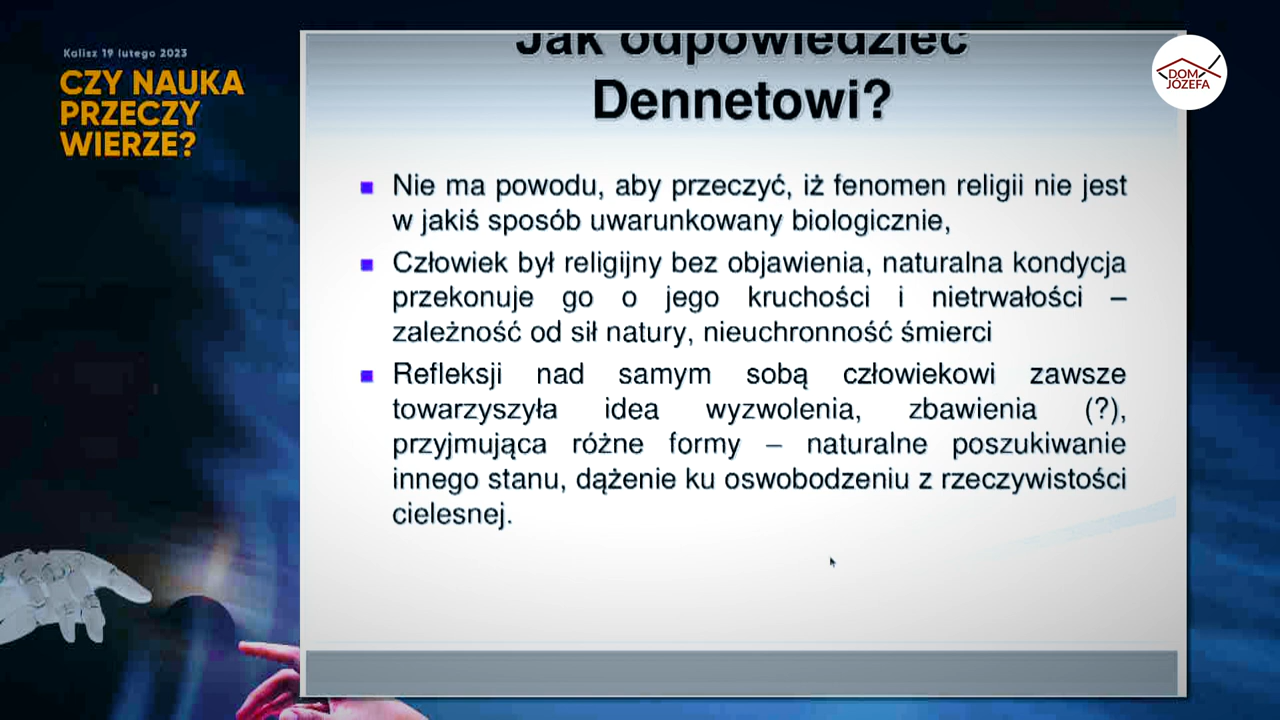 Kalisz 19 lutego 2023
CZY NAUKA
PRZECZY
WIERZE?
Jak odpowiedzieć
Dennetowi?
DOM
JÓZEFA
Nie ma powodu, aby przeczyć, iż fenomen religii nie jest
w jakiś sposób uwarunkowany biologicznie,
Człowiek był religijny bez objawienia, naturalna kondycja
przekonuje go o jego kruchości i nietrwałości –
zależność od sił natury, nieuchronność śmierci
Refleksji nad samym sobą człowiekowi zawsze
towarzyszyła idea wyzwolenia, zbawienia (?),
przyjmująca różne formy – naturalne poszukiwanie
innego stanu, dążenie ku oswobodzeniu z rzeczywistości
cielesnej.